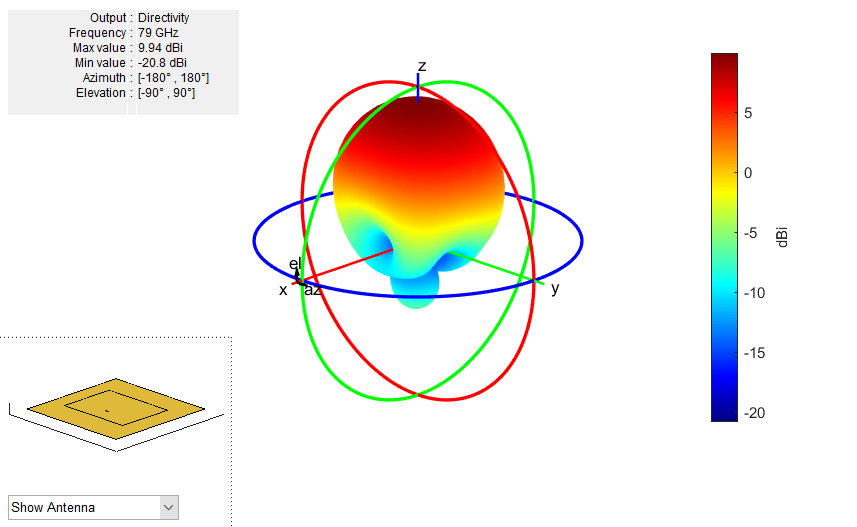 Output : Directivity
Frequency : 79 GHz
Max value : 9.94 dBi
Min value : -20.8 dBi
Azimuth : [-180° , 180°]
Elevation : [-90° , 90°]
z
5
0
-5
-10
-15
-20
dBi
el
az
x
y
Show Antenna